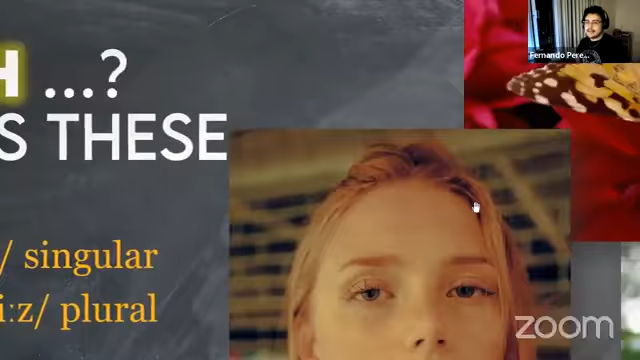 H ...?
S THESE
/ singular
i:z/ plural
Fernando Pere...
zoom